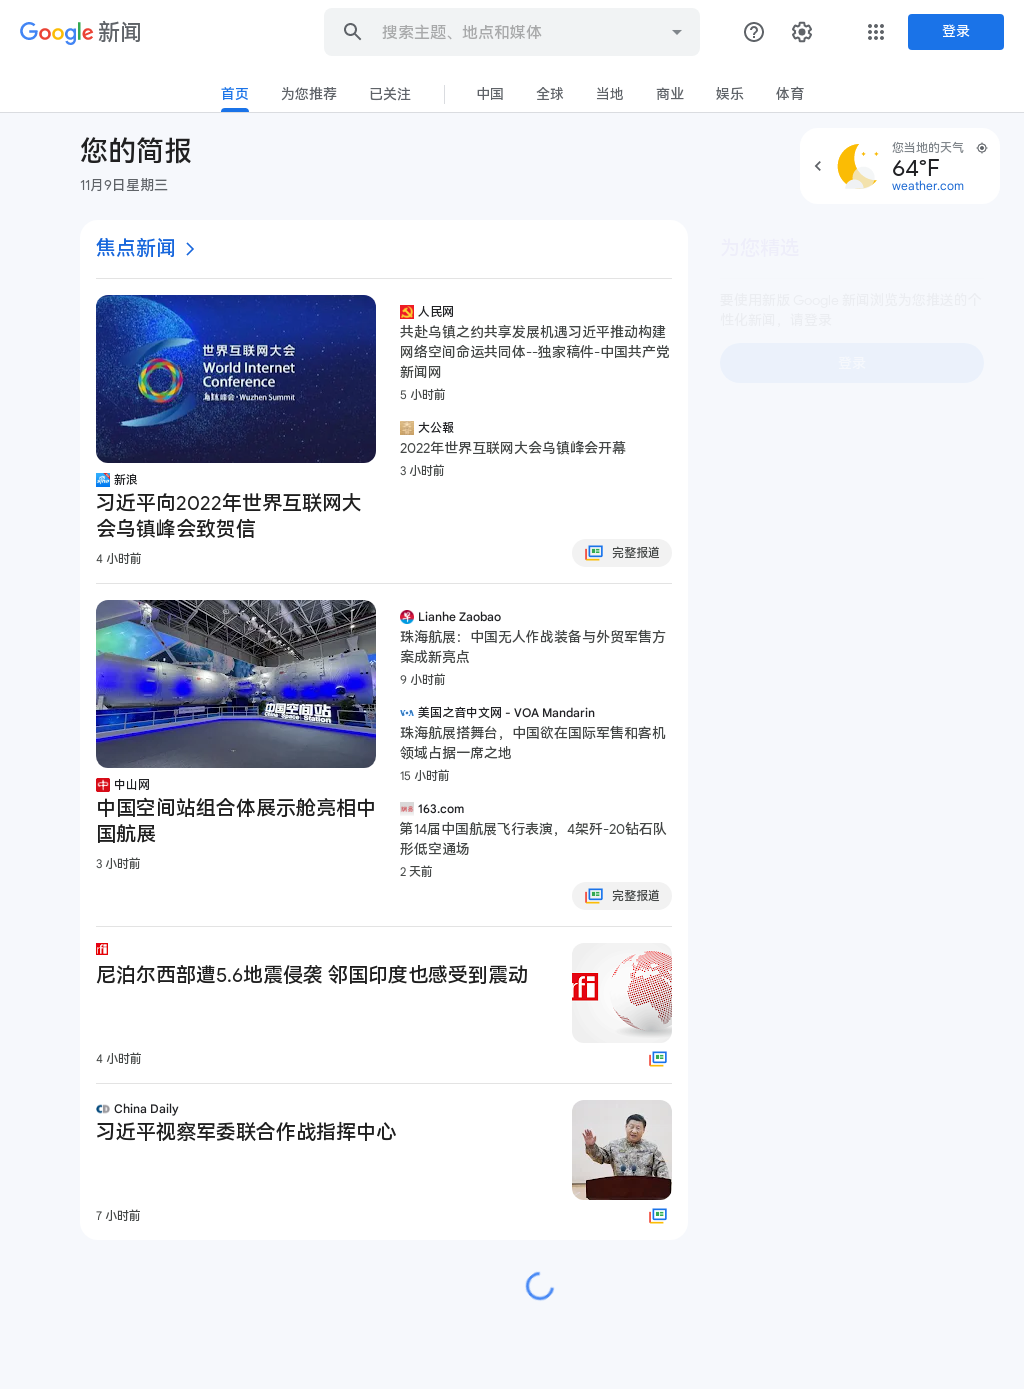 Google 新闻
搜索主题、地点和媒体
登录
首页
为您推荐
已关注
中国
全球
当地
商业
娱乐
体育
您的简报
11月9日星期三
您当地的天气
64°F
weather.com
焦点新闻
世界互联网大会
World Internet
Conference
乌镇峰会·Wuzhen Summit
新浪
习近平向2022年世界互联网大
会乌镇峰会致贺信
4 小时前
人民网
共赴乌镇之约共享发展机遇习近平推动构建
网络空间命运共同体--独家稿件-中国共产党
新闻网
5 小时前
大公報
2022年世界互联网大会乌镇峰会开幕
3 小时前
完整报道
中国空间站
China Space Station
中山网
中国空间站组合体展示舱亮相中
国航展
3 小时前
Lianhe Zaobao
珠海航展：中国无人作战装备与外贸军售方
案成新亮点
9 小时前
美国之音中文网 - VOA Mandarin
珠海航展搭舞台，中国欲在国际军售和客机
领域占据一席之地
15 小时前
163.com
第14届中国航展飞行表演，4架歼-20钻石队
形低空通场
2 天前
完整报道
rfi
尼泊尔西部遭5.6地震侵袭 邻国印度也感受到震动
4 小时前
rfi
China Daily
习近平视察军委联合作战指挥中心
7 小时前
为您精选
要使用新版 Google 新闻浏览为您推送的个
性化新闻，请登录
登录